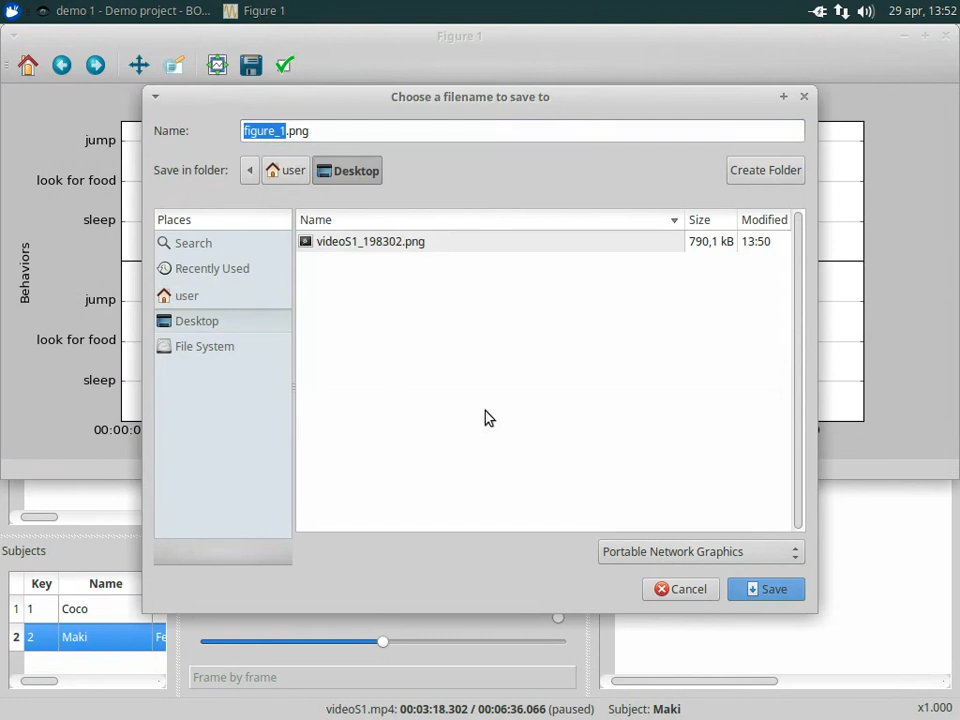 demo 1 - Demo project - BO...
Figure 1
29 apr, 13:52
Figure 1
Choose a filename to save to
Name:
figure_1.png
Save in folder:
user
Desktop
Create Folder
Places
Name
Size
Modified
Search
videoS1_198302.png
790,1 kB
13:50
Recently Used
user
Desktop
File System
jump
look for food
sleep
Behaviors
jump
look for food
sleep
00:00:0
Portable Network Graphics
Cancel
Save
Subjects
Key
Name
1
1
Coco
2
2
Maki
Fe
Frame by frame
videoS1.mp4: 00:03:18.302 / 00:06:36.066 (paused)
Subject: Maki
x1.000